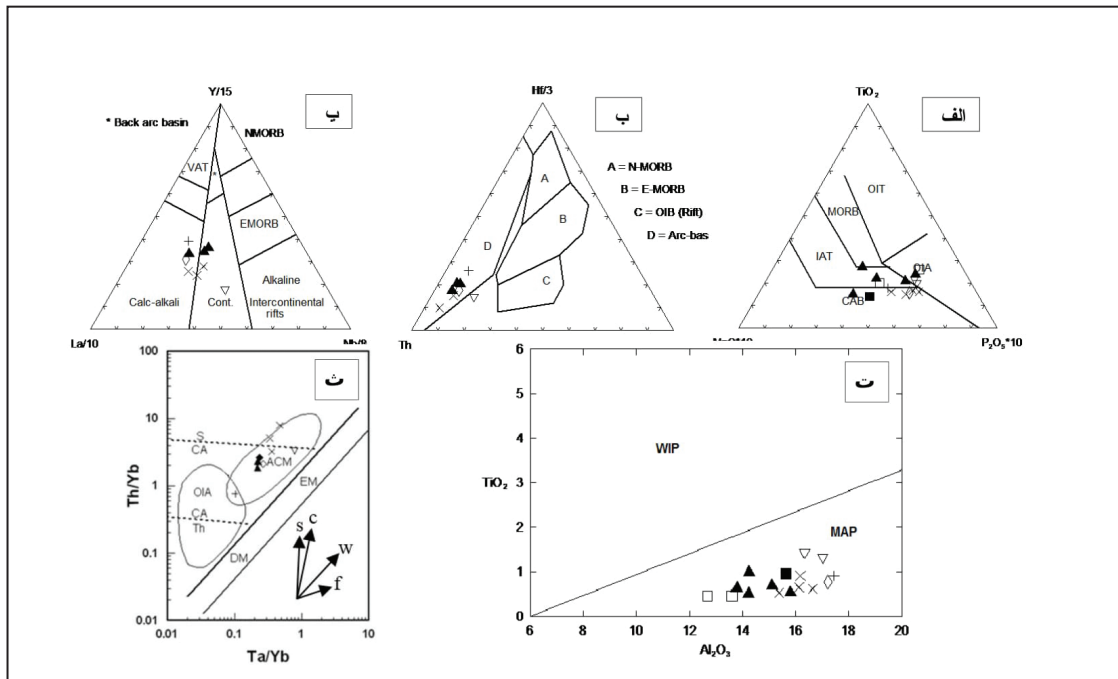 Y/15
پ
* Back arc basin
NMORB
VAT
*
EMORB
Alkaline
Calc-alkali
Cont.
Intercontinental
rifts
La/10
Hf/3
ب
A = N-MORB
B = E-MORB
C = OIB (Rift)
D = Arc-bas
A
B
D
C
Th
TiO₂
الف
OIT
MORB
IAT
OIA
CAB
P₂O₅*10
ث
100
10
1
0.1
0.01
Th/Yb
S
CA
ACM
OIA
EM
CA
Th
DM
s
c
w
f
0.01
0.1
1
10
Ta/Yb
ت
6
5
4
3
2
1
0
TiO₂
WIP
MAP
6
8
10
12
14
16
18
20
Al₂O₃